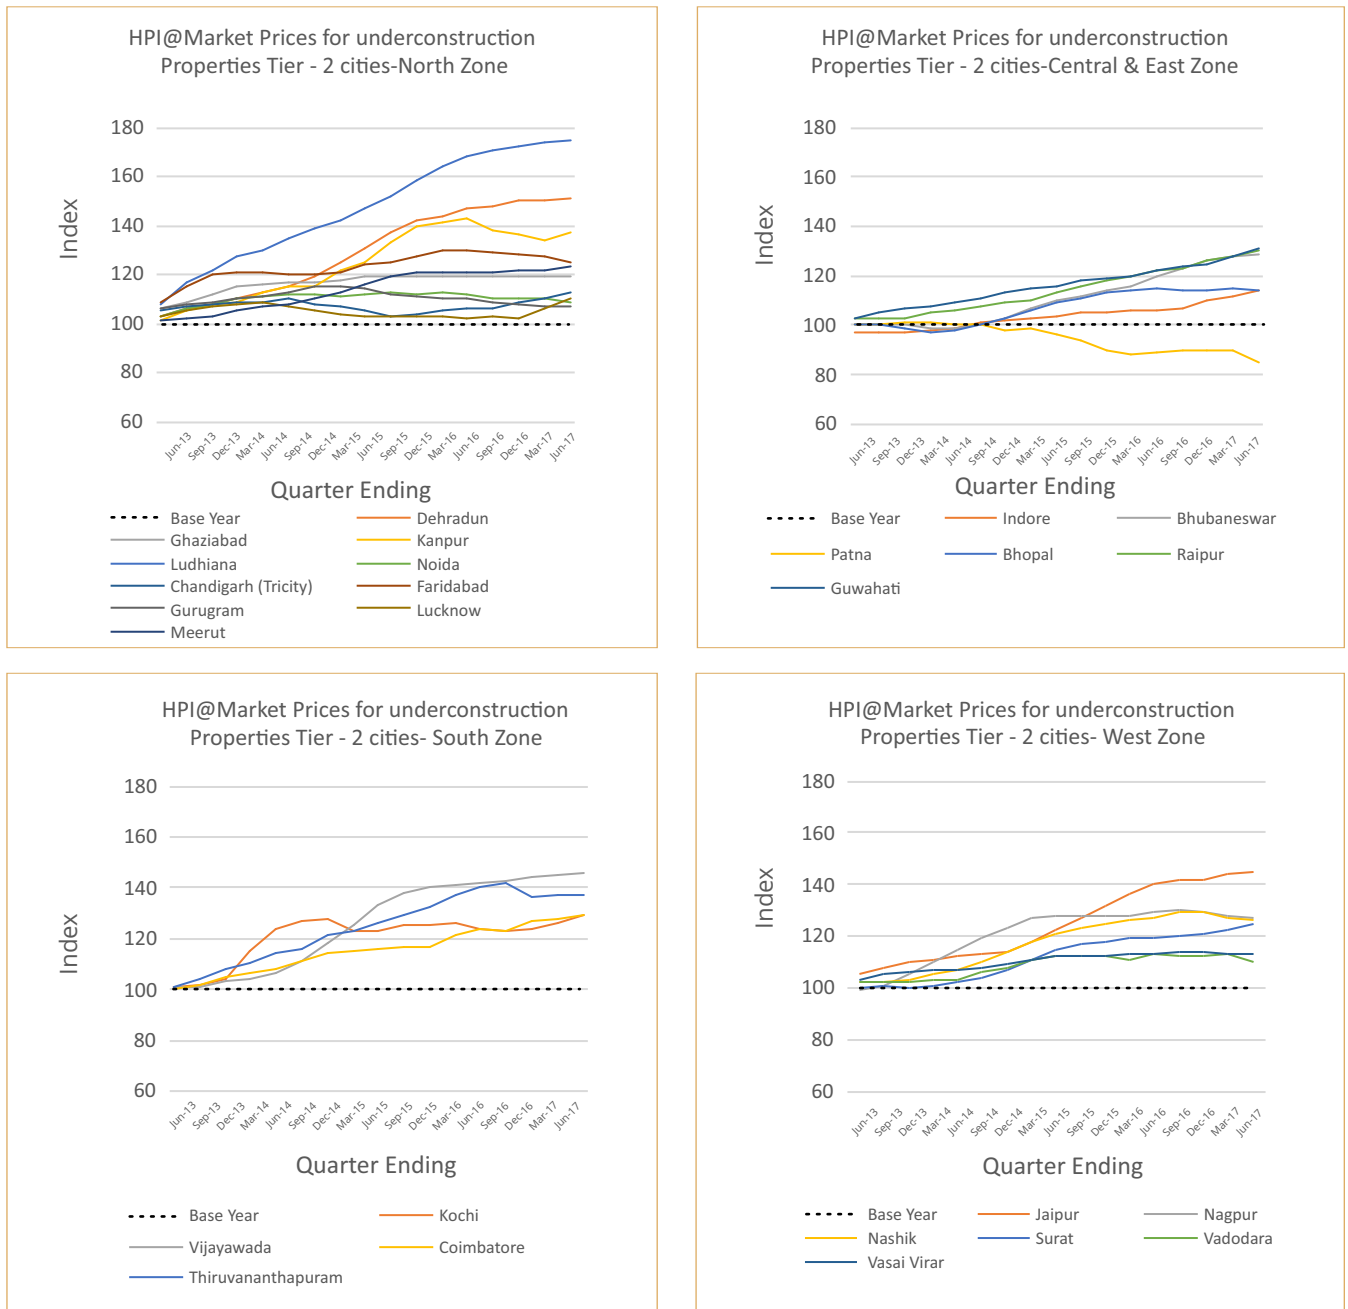 HPI@Market Prices for underconstruction
Properties Tier - 2 cities-North Zone
180
160
140
120
100
80
60
Index
Jun-13 Sep-13 Dec-13 Mar-14 Jun-14 Sep-14 Dec-14 Mar-15 Jun-15 Sep-15 Dec-15 Mar-16 Jun-16 Sep-16 Dec-16 Mar-17 Jun-17
Quarter Ending
Base Year Dehradun
Ghaziabad Kanpur
Ludhiana Noida
Chandigarh (Tricity) Faridabad
Gurugram Lucknow
Meerut
HPI@Market Prices for underconstruction
Properties Tier - 2 cities-Central & East Zone
180
160
140
120
100
80
60
Index
Jun-13 Sep-13 Dec-13 Mar-14 Jun-14 Sep-14 Dec-14 Mar-15 Jun-15 Sep-15 Dec-15 Mar-16 Jun-16 Sep-16 Dec-16 Mar-17 Jun-17
Quarter Ending
Base Year Indore Bhubaneswar
Patna Bhopal Raipur
Guwahati
HPI@Market Prices for underconstruction
Properties Tier - 2 cities- South Zone
180
160
140
120
100
80
60
Index
Jun-13 Sep-13 Dec-13 Mar-14 Jun-14 Sep-14 Dec-14 Mar-15 Jun-15 Sep-15 Dec-15 Mar-16 Jun-16 Sep-16 Dec-16 Mar-17 Jun-17
Quarter Ending
Base Year Kochi
Vijayawada Coimbatore
Thiruvananthapuram
HPI@Market Prices for underconstruction
Properties Tier - 2 cities- West Zone
180
160
140
120
100
80
60
Index
Jun-13 Sep-13 Dec-13 Mar-14 Jun-14 Sep-14 Dec-14 Mar-15 Jun-15 Sep-15 Dec-15 Mar-16 Jun-16 Sep-16 Dec-16 Mar-17 Jun-17
Quarter Ending
Base Year Jaipur Nagpur
Nashik Surat Vadodara
Vasai Virar